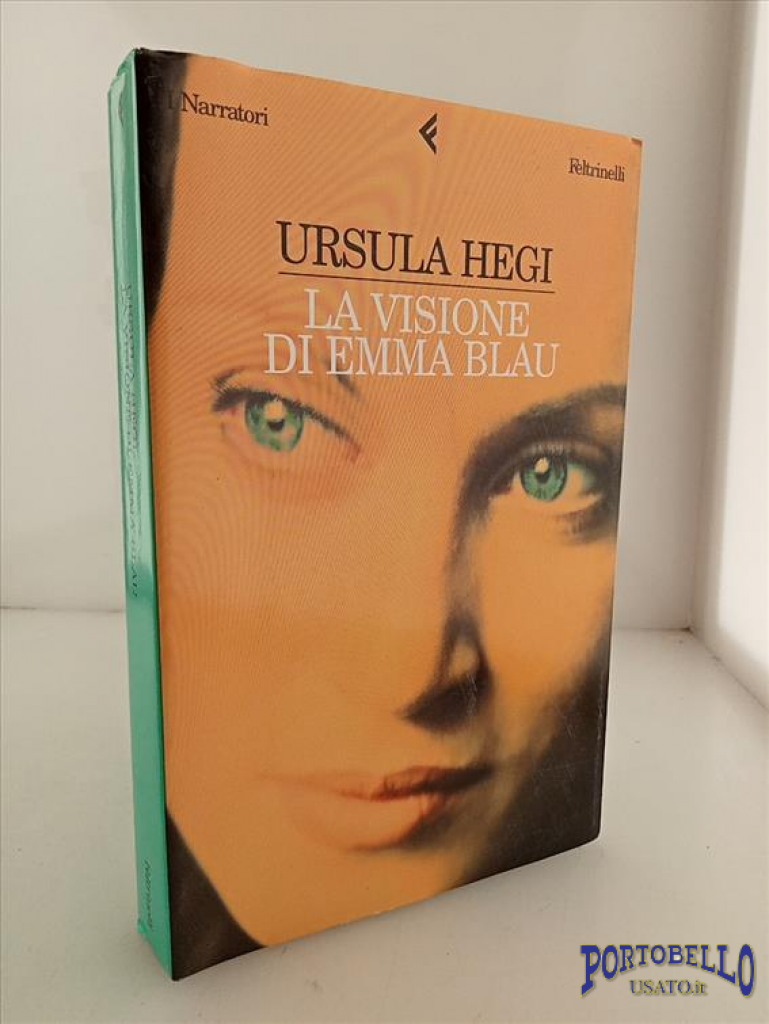 I Narratori
Feltrinelli
URSULA HEGI
LA VISIONE
DI EMMA BLAU
PORTOBELLO
USATO.it